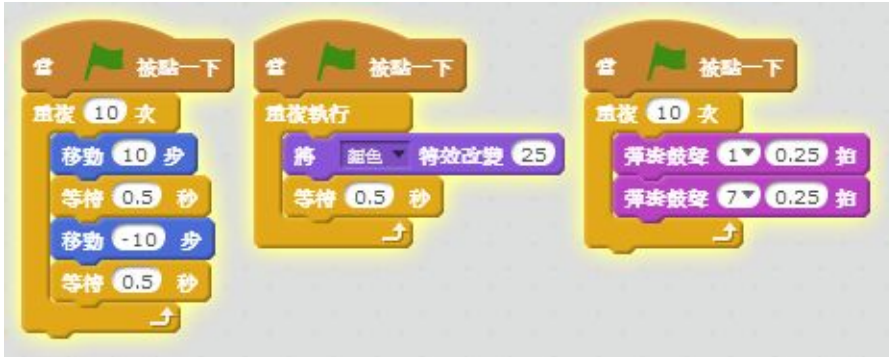 當 被點一下
重複 10 次
移動 10 步
等待 0.5 秒
移動 -10 步
等待 0.5 秒
當 被點一下
重複執行
將 顏色 特效改變 25
等待 0.5 秒
當 被點一下
重複 10 次
彈奏鼓聲 1 0.25 拍
彈奏鼓聲 7 0.25 拍